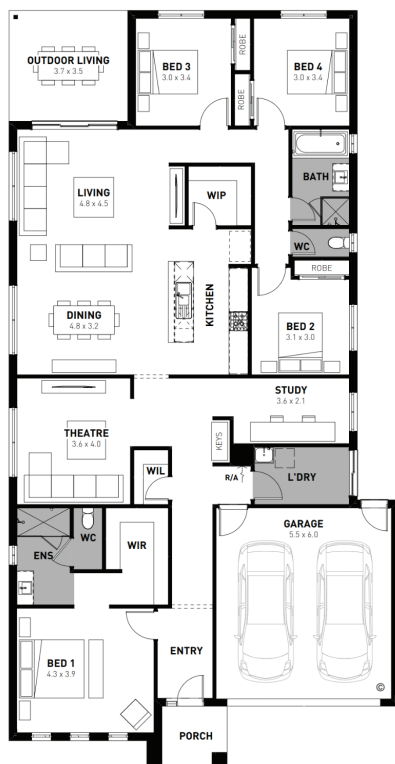 OUTDOOR LIVING
3.7 x 3.5
BED 3
3.0 x 3.4
ROBE
ROBE
BED 4
3.0 x 3.4
LIVING
4.8 x 4.5
WIP
BATH
WC
ROBE
KITCHEN
DINING
4.8 x 3.2
BED 2
3.1 x 3.0
STUDY
3.6 x 2.1
THEATRE
3.6 x 4.0
KEYS
WIL
R/A
L'DRY
GARAGE
5.5 x 6.0
ENS
WC
WIR
BED 1
4.3 x 3.9
ENTRY
©
PORCH